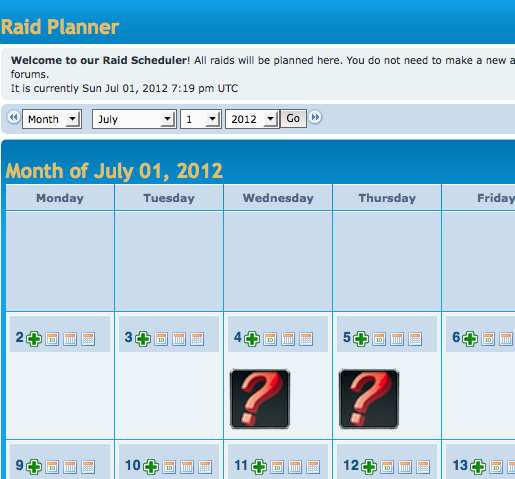 Raid Planner
Welcome to our Raid Scheduler! All raids will be planned here. You do not need to make a new a
forums.
It is currently Sun Jul 01, 2012 7:19 pm UTC
Month July 1 2012 Go
Month of July 01, 2012
Monday Tuesday Wednesday Thursday Friday
2 3 4 5 6
? ?
9 10 11 12 13